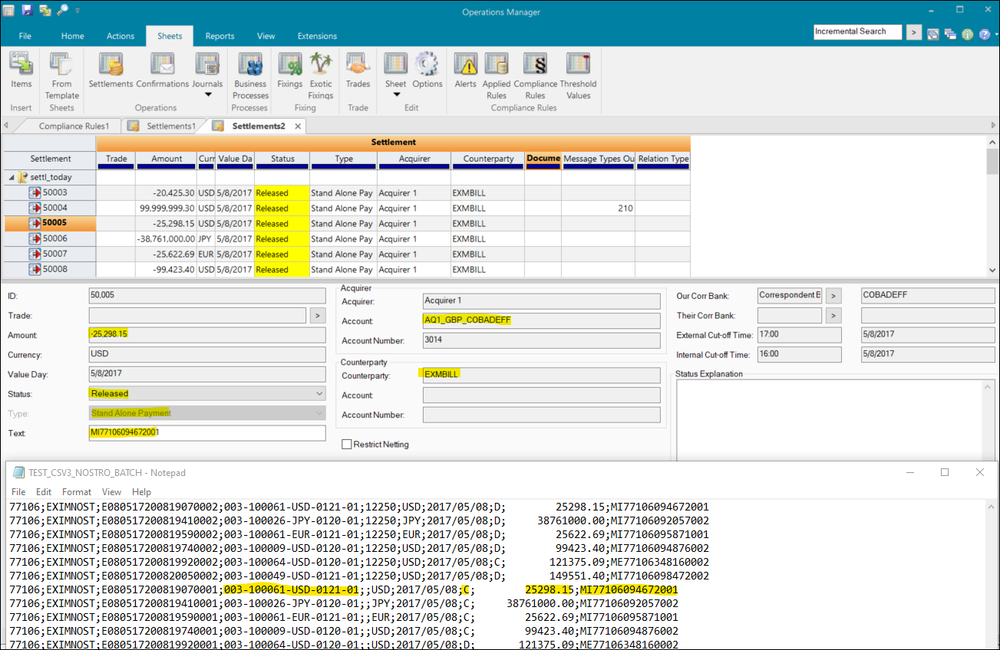 Operations Manager
File Home Actions Sheets Reports View Extensions Incremental Search >
Items From Template Settlements Confirmations Journals Business Processes Fixings Exotic Fixings Trades Sheet Options Alerts Applied Rules Compliance Rules Threshold Values
Insert Sheets Operations Processes Fixing Trade Edit Compliance Rules
Compliance Rules1 Settlements1 Settlements2
Settlement
Settlement Trade Amount Curr Value Da Status Type Acquirer Counterparty Docume Message Types Ou Relation Type
settl_today
50003 -20,425.30 USD 5/8/2017 Released Stand Alone Pay Acquirer 1 EXMBILL
50004 99,999,999.30 USD 5/8/2017 Released Stand Alone Pay Acquirer 1 EXMBILL 210
50005 -25,298.15 USD 5/8/2017 Released Stand Alone Pay Acquirer 1 EXMBILL
50006 -38,761,000.00 JPY 5/8/2017 Released Stand Alone Pay Acquirer 1 EXMBILL
50007 -25,622.69 EUR 5/8/2017 Released Stand Alone Pay Acquirer 1 EXMBILL
50008 -99,423.40 USD 5/8/2017 Released Stand Alone Pay Acquirer 1 EXMBILL
ID: 50,005
Trade: >
Amount: -25,298.15
Currency: USD
Value Day: 5/8/2017
Status: Released
Type: Stand Alone Payment
Text: MI77106094672001
Acquirer
Acquirer: Acquirer 1
Account: AQ1_GBP_COBADEFF
Account Number: 3014
Counterparty
Counterparty: EXMBILL
Account:
Account Number:
Restrict Netting
Our Corr Bank: Correspondent B > COBADEFF
Their Corr Bank: >
External Cut-off Time: 17:00 5/8/2017
Internal Cut-off Time: 16:00 5/8/2017
Status Explanation
TEST_CSV3_NOSTRO_BATCH - Notepad
File Edit Format View Help
77106;EXIMNOST;E080517200819070002;003-100061-USD-0121-01;12250;USD;2017/05/08;D; 25298.15;MI77106094672001
77106;EXIMNOST;E080517200819410002;003-100026-JPY-0120-01;12250;JPY;2017/05/08;D; 38761000.00;MI77106092057002
77106;EXIMNOST;E080517200819590002;003-100061-EUR-0121-01;12250;EUR;2017/05/08;D; 25622.69;MI77106095871001
77106;EXIMNOST;E080517200819740002;003-100009-USD-0120-01;12250;USD;2017/05/08;D; 99423.40;MI77106094876002
77106;EXIMNOST;E080517200819920002;003-100064-USD-0120-01;12250;USD;2017/05/08;C; 121375.09;ME77106348160002
77106;EXIMNOST;E080517200820050002;003-100049-USD-0120-01;12250;USD;2017/05/08;D; 149551.40;MI77106098472002
77106;EXIMNOST;E080517200819070001;003-100061-USD-0121-01;;USD;2017/05/08;C; 25298.15;MI77106094672001
77106;EXIMNOST;E080517200819410001;003-100026-JPY-0120-01;;JPY;2017/05/08;C; 38761000.00;MI77106092057002
77106;EXIMNOST;E080517200819590001;003-100061-EUR-0121-01;;EUR;2017/05/08;C; 25622.69;MI77106095871001
77106;EXIMNOST;E080517200819740001;003-100009-USD-0120-01;;USD;2017/05/08;C; 99423.40;MI77106094876002
77106;EXIMNOST;E080517200819920001;003-100064-USD-0120-01;;USD;2017/05/08;D; 121375.09;ME77106348160002